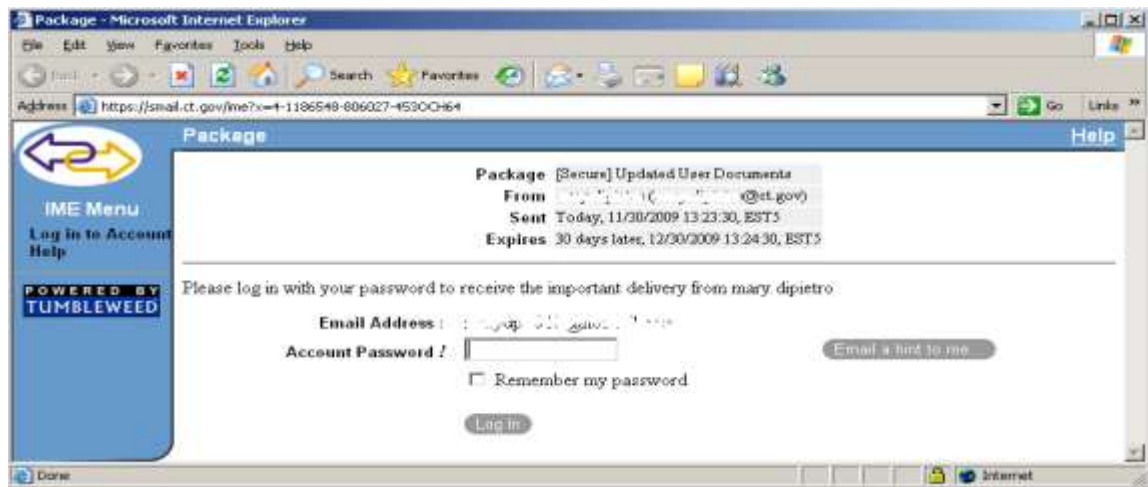 Package - Microsoft Internet Explorer
File Edit View Favorites Tools Help
Search Favorites
Address https://smail.ct.gov/ime?x=4-1186548-806027-453OCH64 Go Links »
Package Help
Package [Secure] Updated User Documents
From @ct.gov)
Sent Today, 11/30/2009 13:23:30, EST5
Expires 30 days later, 12/30/2009 13:24:30, EST5
IME Menu
Log in to Account
Help
POWERED BY
TUMBLEWEED
Please log in with your password to receive the important delivery from mary dipietro
Email Address :
Account Password !
Email a hint to me...
Remember my password
Log in
Done Internet